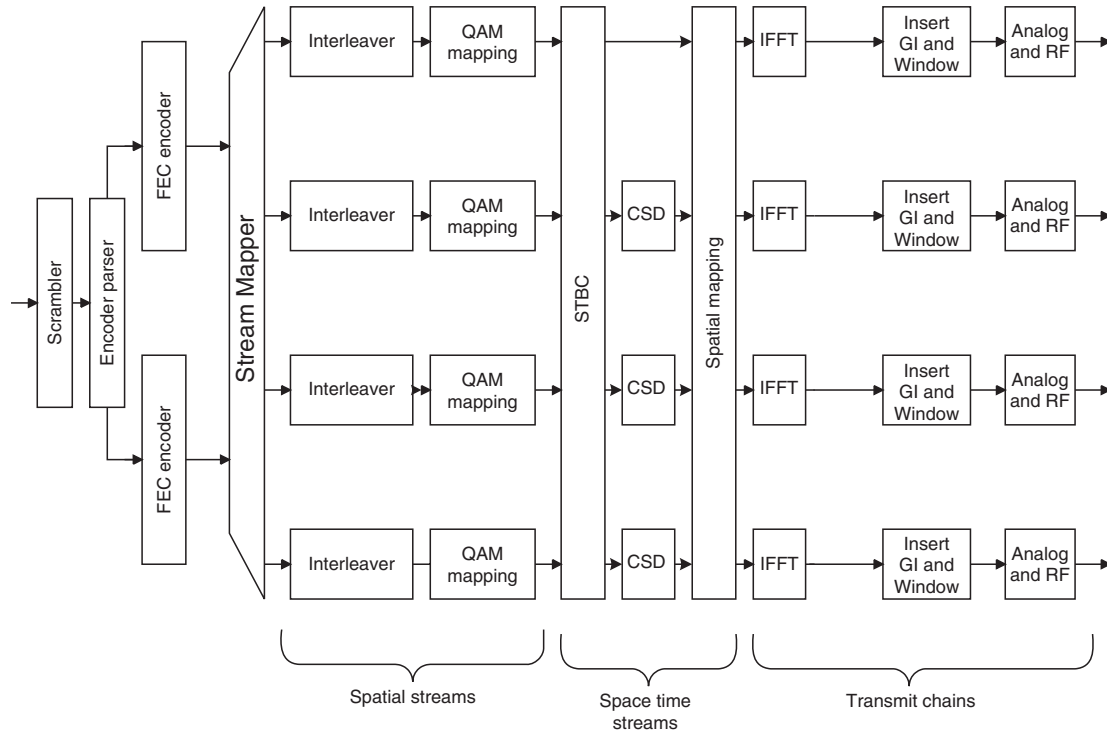 Scrambler
Encoder parser
FEC encoder
FEC encoder
Stream Mapper
Interleaver
QAM
mapping
IFFT
Insert
GI and
Window
Analog
and RF
Interleaver
QAM
mapping
CSD
IFFT
Insert
GI and
Window
Analog
and RF
STBC
Spatial mapping
Interleaver
QAM
mapping
CSD
IFFT
Insert
GI and
Window
Analog
and RF
Interleaver
QAM
mapping
CSD
IFFT
Insert
GI and
Window
Analog
and RF
Spatial streams
Space time
streams
Transmit chains